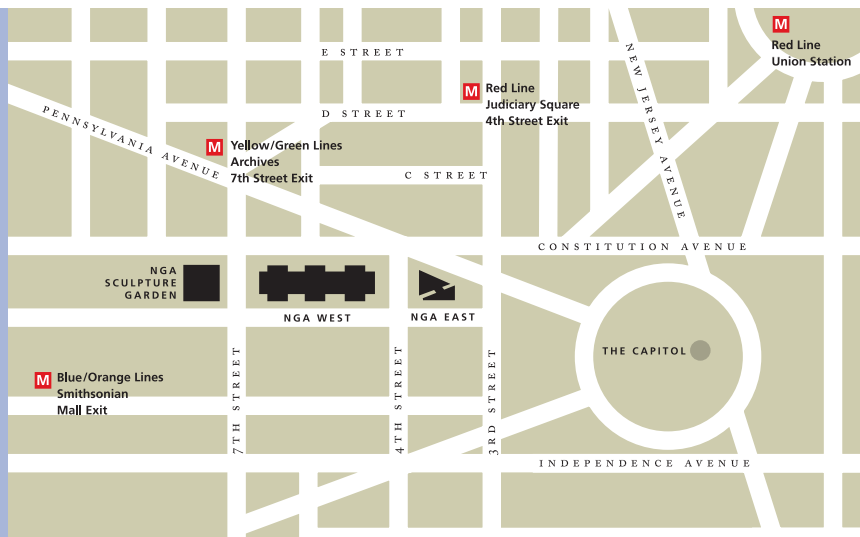 M
Red Line
Union Station
E STREET
NEW JERSEY AVENUE
M
Red Line
Judiciary Square
4th Street Exit
D STREET
PENNSYLVANIA AVENUE
M
Yellow/Green Lines
Archives
7th Street Exit
C STREET
CONSTITUTION AVENUE
NGA
SCULPTURE
GARDEN
NGA WEST
NGA EAST
THE CAPITOL
M
Blue/Orange Lines
Smithsonian
Mall Exit
7TH STREET
4TH STREET
3RD STREET
INDEPENDENCE AVENUE